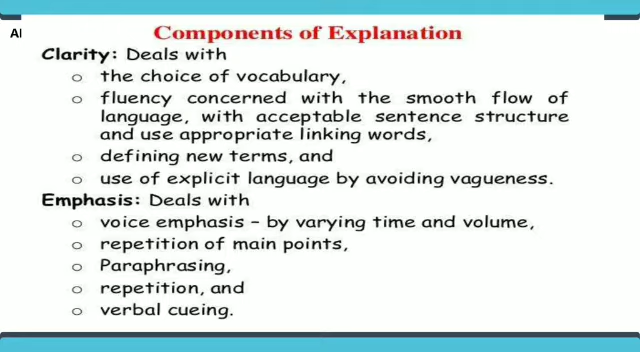 Components of Explanation
Al
Clarity: Deals with
o the choice of vocabulary,
o fluency concerned with the smooth flow of
language, with acceptable sentence structure
and use appropriate linking words,
o defining new terms, and
o use of explicit language by avoiding vagueness.
Emphasis: Deals with
o voice emphasis – by varying time and volume,
o repetition of main points,
o Paraphrasing,
o repetition, and
o verbal cueing.